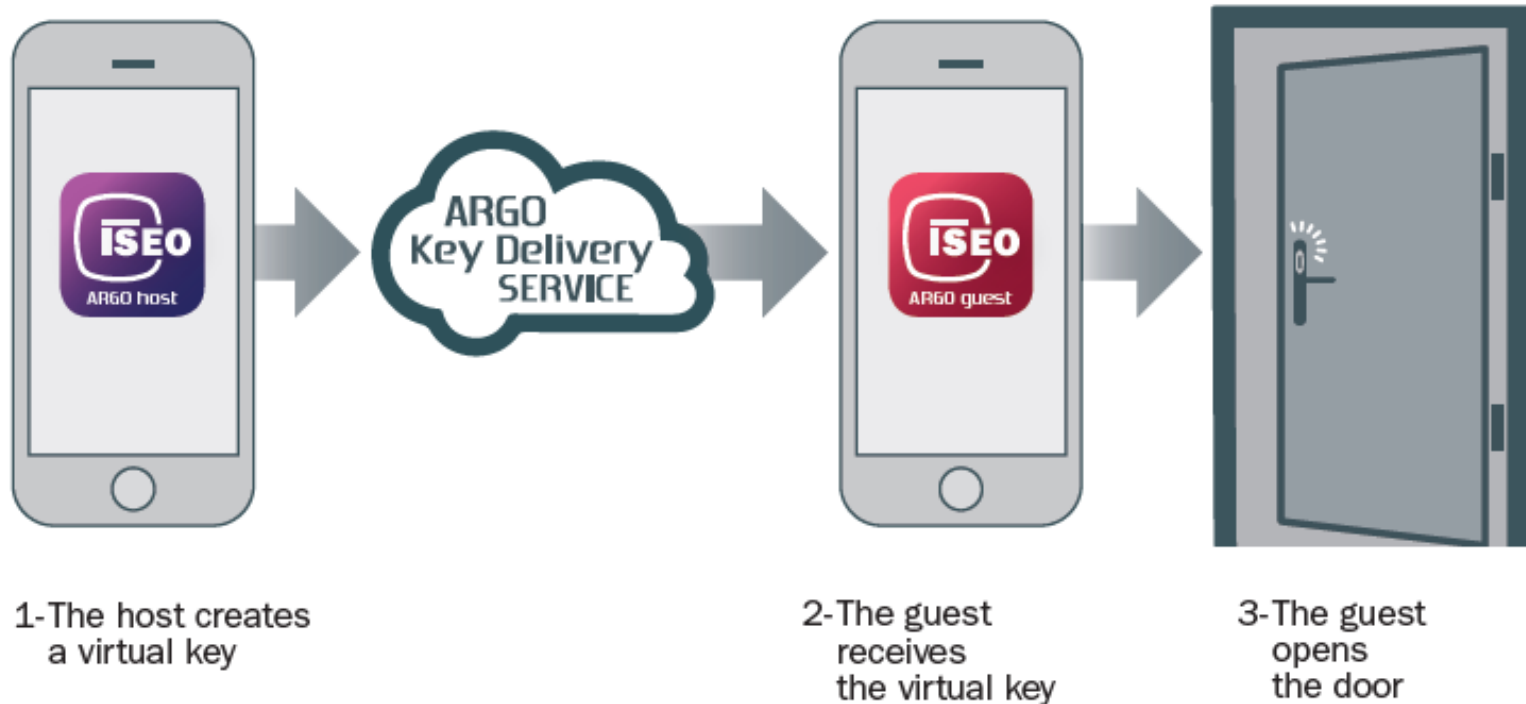 ISEO
ARGO host
ARGO
Key Delivery
SERVICE
ISEO
ARGO guest
1-The host creates
a virtual key
2-The guest
receives
the virtual key
3-The guest
opens
the door